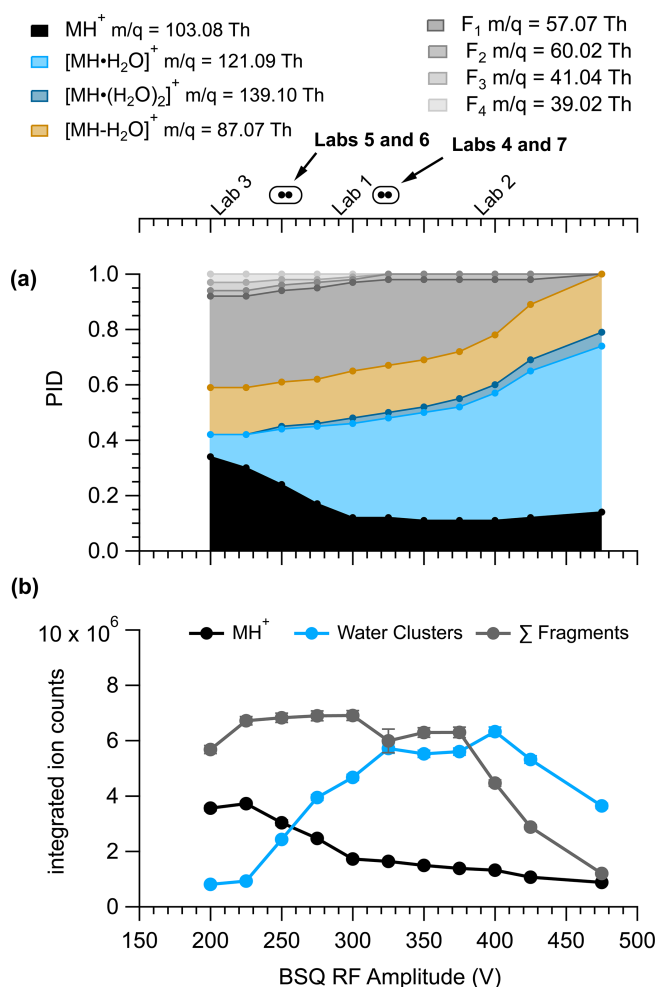 MH⁺ m/q = 103.08 Th
[MH•H₂O]⁺ m/q = 121.09 Th
[MH•(H₂O)₂]⁺ m/q = 139.10 Th
[MH-H₂O]⁺ m/q = 87.07 Th
F₁ m/q = 57.07 Th
F₂ m/q = 60.02 Th
F₃ m/q = 41.04 Th
F₄ m/q = 39.02 Th
Labs 5 and 6
Labs 4 and 7
Lab 3
Lab 1
Lab 2
(a)
1.0
0.8
0.6
0.4
0.2
0.0
PID
(b)
10 x 10⁶
8
6
4
2
0
integrated ion counts
MH⁺
Water Clusters
∑ Fragments
150
200
250
300
350
400
450
500
BSQ RF Amplitude (V)